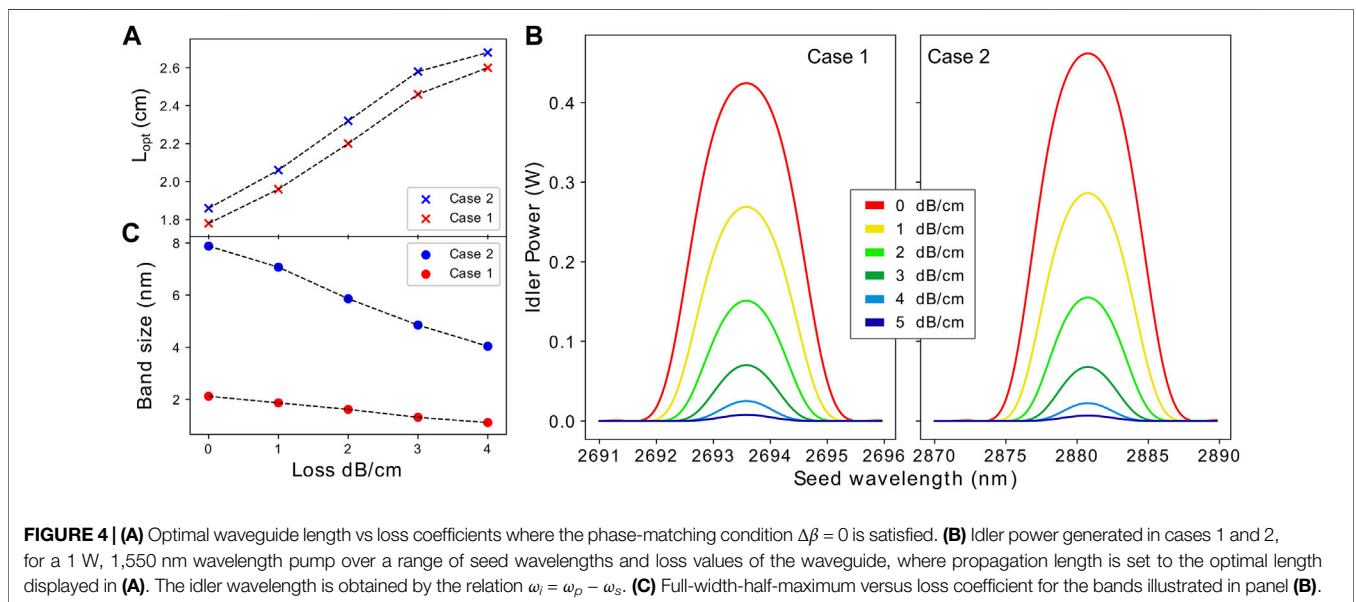 A
L_opt (cm)
2.6
2.4
2.2
2.0
1.8
Case 2
Case 1
C
Band size (nm)
8
6
4
2
Case 2
Case 1
0 1 2 3 4
Loss dB/cm
B
Idler Power (W)
0.4
0.3
0.2
0.1
0.0
Case 1
Case 2
0 dB/cm
1 dB/cm
2 dB/cm
3 dB/cm
4 dB/cm
5 dB/cm
2691 2692 2693 2694 2695 2696
2870 2875 2880 2885 2890
Seed wavelength (nm)
FIGURE 4 | (A) Optimal waveguide length vs loss coefficients where the phase-matching condition Δβ = 0 is satisfied. (B) Idler power generated in cases 1 and 2,
for a 1 W, 1,550 nm wavelength pump over a range of seed wavelengths and loss values of the waveguide, where propagation length is set to the optimal length
displayed in (A). The idler wavelength is obtained by the relation ωᵢ = ωₚ − ωₛ. (C) Full-width-half-maximum versus loss coefficient for the bands illustrated in panel (B).